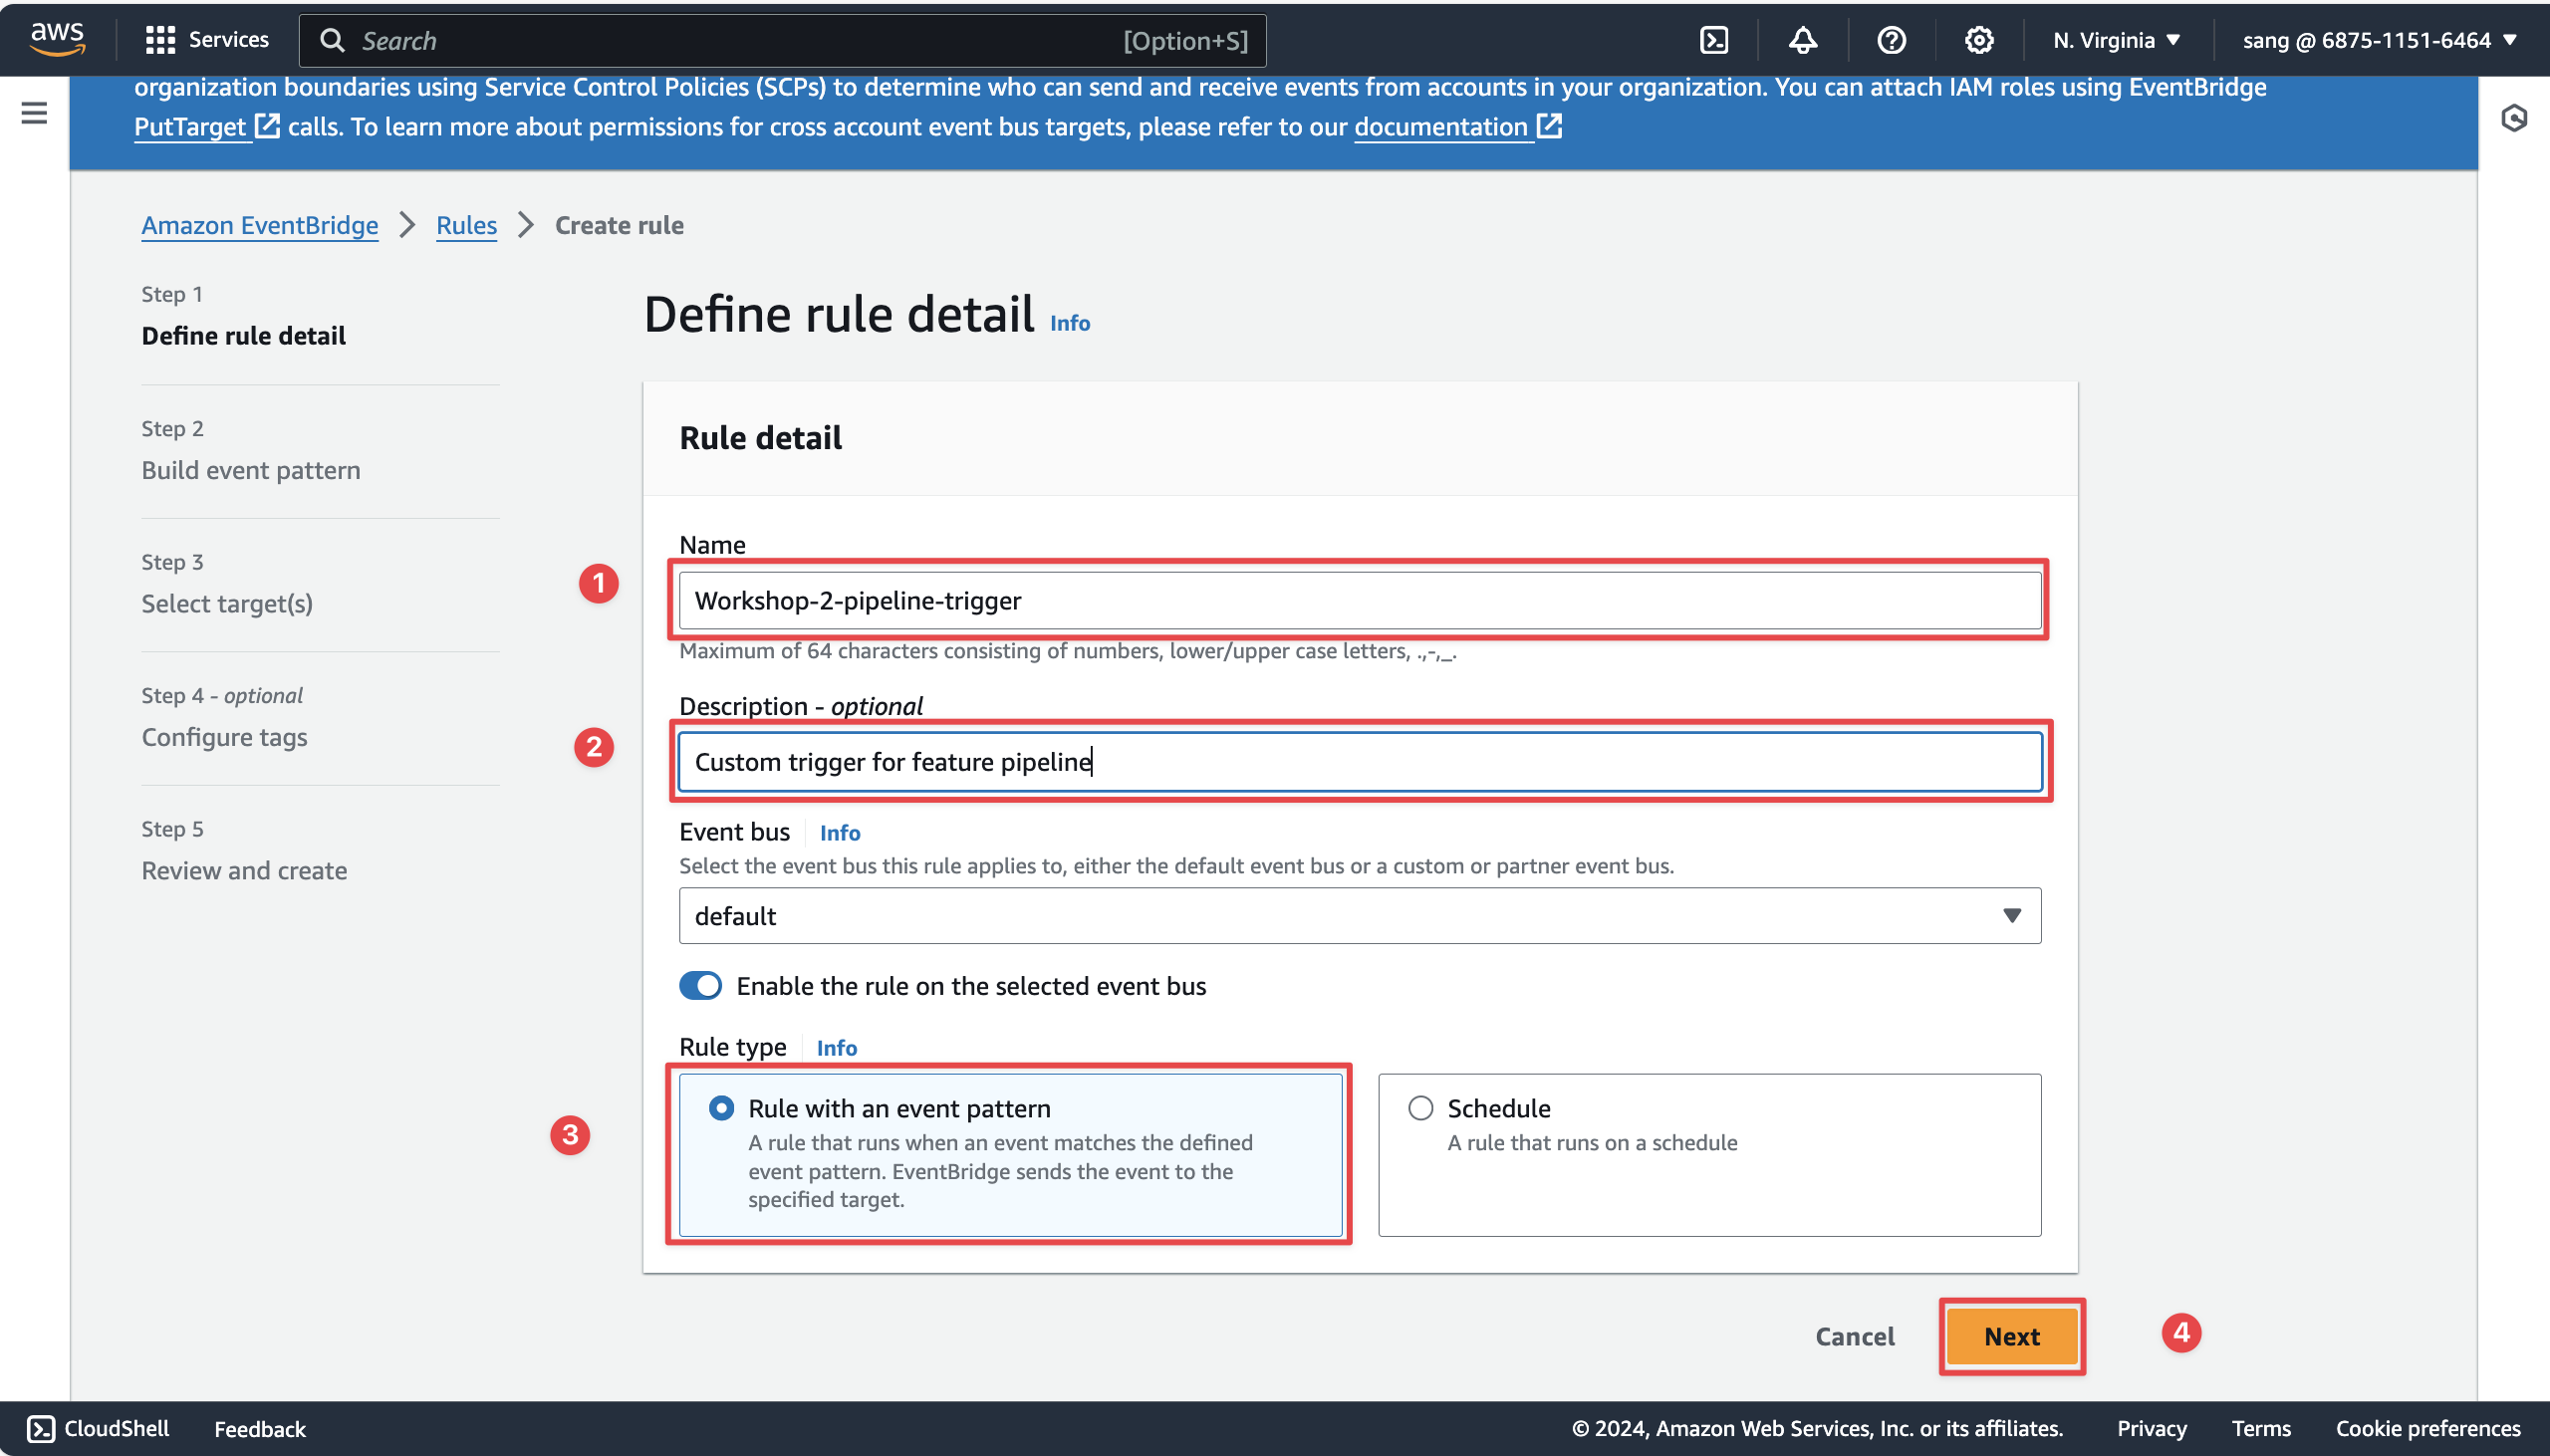 aws
Services
Search
[Option+S]
N. Virginia
sang @ 6875-1151-6464
organization boundaries using Service Control Policies (SCPs) to determine who can send and receive events from accounts in your organization. You can attach IAM roles using EventBridge
PutTarget calls. To learn more about permissions for cross account event bus targets, please refer to our documentation
Amazon EventBridge
Rules
Create rule
Step 1
Define rule detail
Step 2
Build event pattern
Step 3
Select target(s)
Step 4 - optional
Configure tags
Step 5
Review and create
Define rule detail Info
Rule detail
Name
1
Workshop-2-pipeline-trigger
Maximum of 64 characters consisting of numbers, lower/upper case letters, .,-,_.
Description - optional
2
Custom trigger for feature pipeline
Event bus Info
Select the event bus this rule applies to, either the default event bus or a custom or partner event bus.
default
Enable the rule on the selected event bus
Rule type Info
3
Rule with an event pattern
A rule that runs when an event matches the defined
event pattern. EventBridge sends the event to the
specified target.
Schedule
A rule that runs on a schedule
Cancel
Next
4
CloudShell
Feedback
© 2024, Amazon Web Services, Inc. or its affiliates.
Privacy
Terms
Cookie preferences